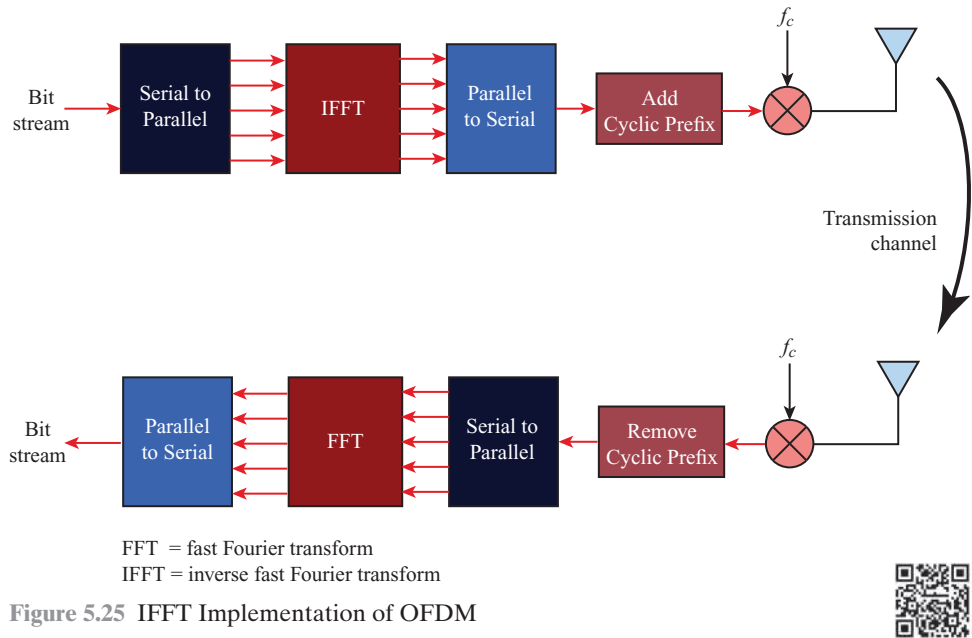 f_c
Bit
stream
Serial to
Parallel
IFFT
Parallel
to Serial
Add
Cyclic Prefix
Transmission
channel
f_c
Bit
stream
Parallel
to Serial
FFT
Serial to
Parallel
Remove
Cyclic Prefix
FFT = fast Fourier transform
IFFT = inverse fast Fourier transform
Figure 5.25 IFFT Implementation of OFDM